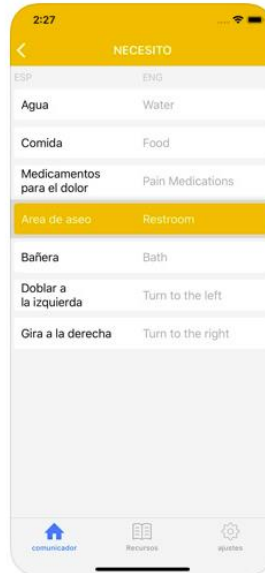 2:27
NECESITO
ESP ENG
Agua Water
Comida Food
Medicamentos
para el dolor Pain Medications
Area de aseo Restroom
Bañera Bath
Doblar a
la izquierda Turn to the left
Gira a la derecha Turn to the right
comunicador Recursos ajustes